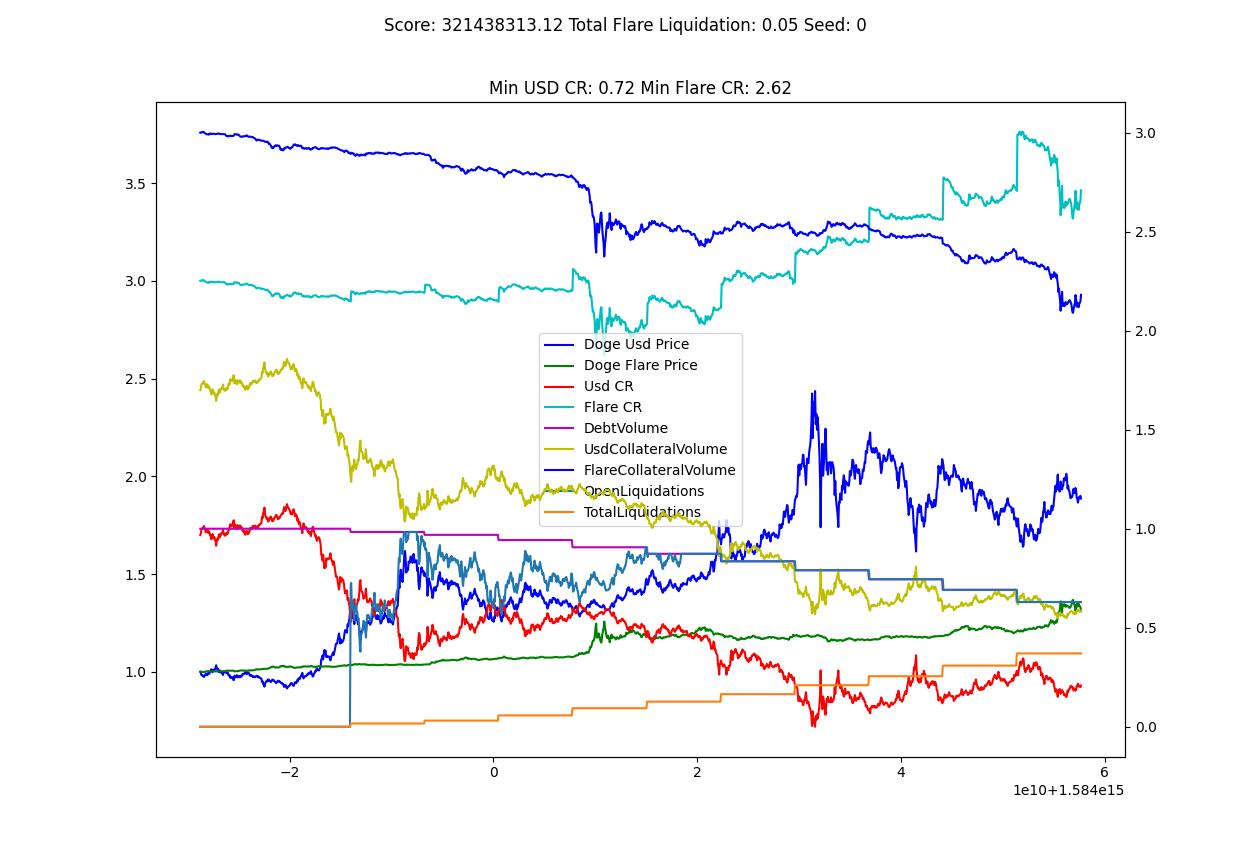 Score: 321438313.12 Total Flare Liquidation: 0.05 Seed: 0
Min USD CR: 0.72 Min Flare CR: 2.62
3.5
3.0
2.5
2.0
1.5
1.0
3.0
2.5
2.0
1.5
1.0
0.5
0.0
Doge Usd Price
Doge Flare Price
Usd CR
Flare CR
DebtVolume
UsdCollateralVolume
FlareCollateralVolume
OpenLiquidations
TotalLiquidations
−2
0
2
4
6
1e10+1.584e15